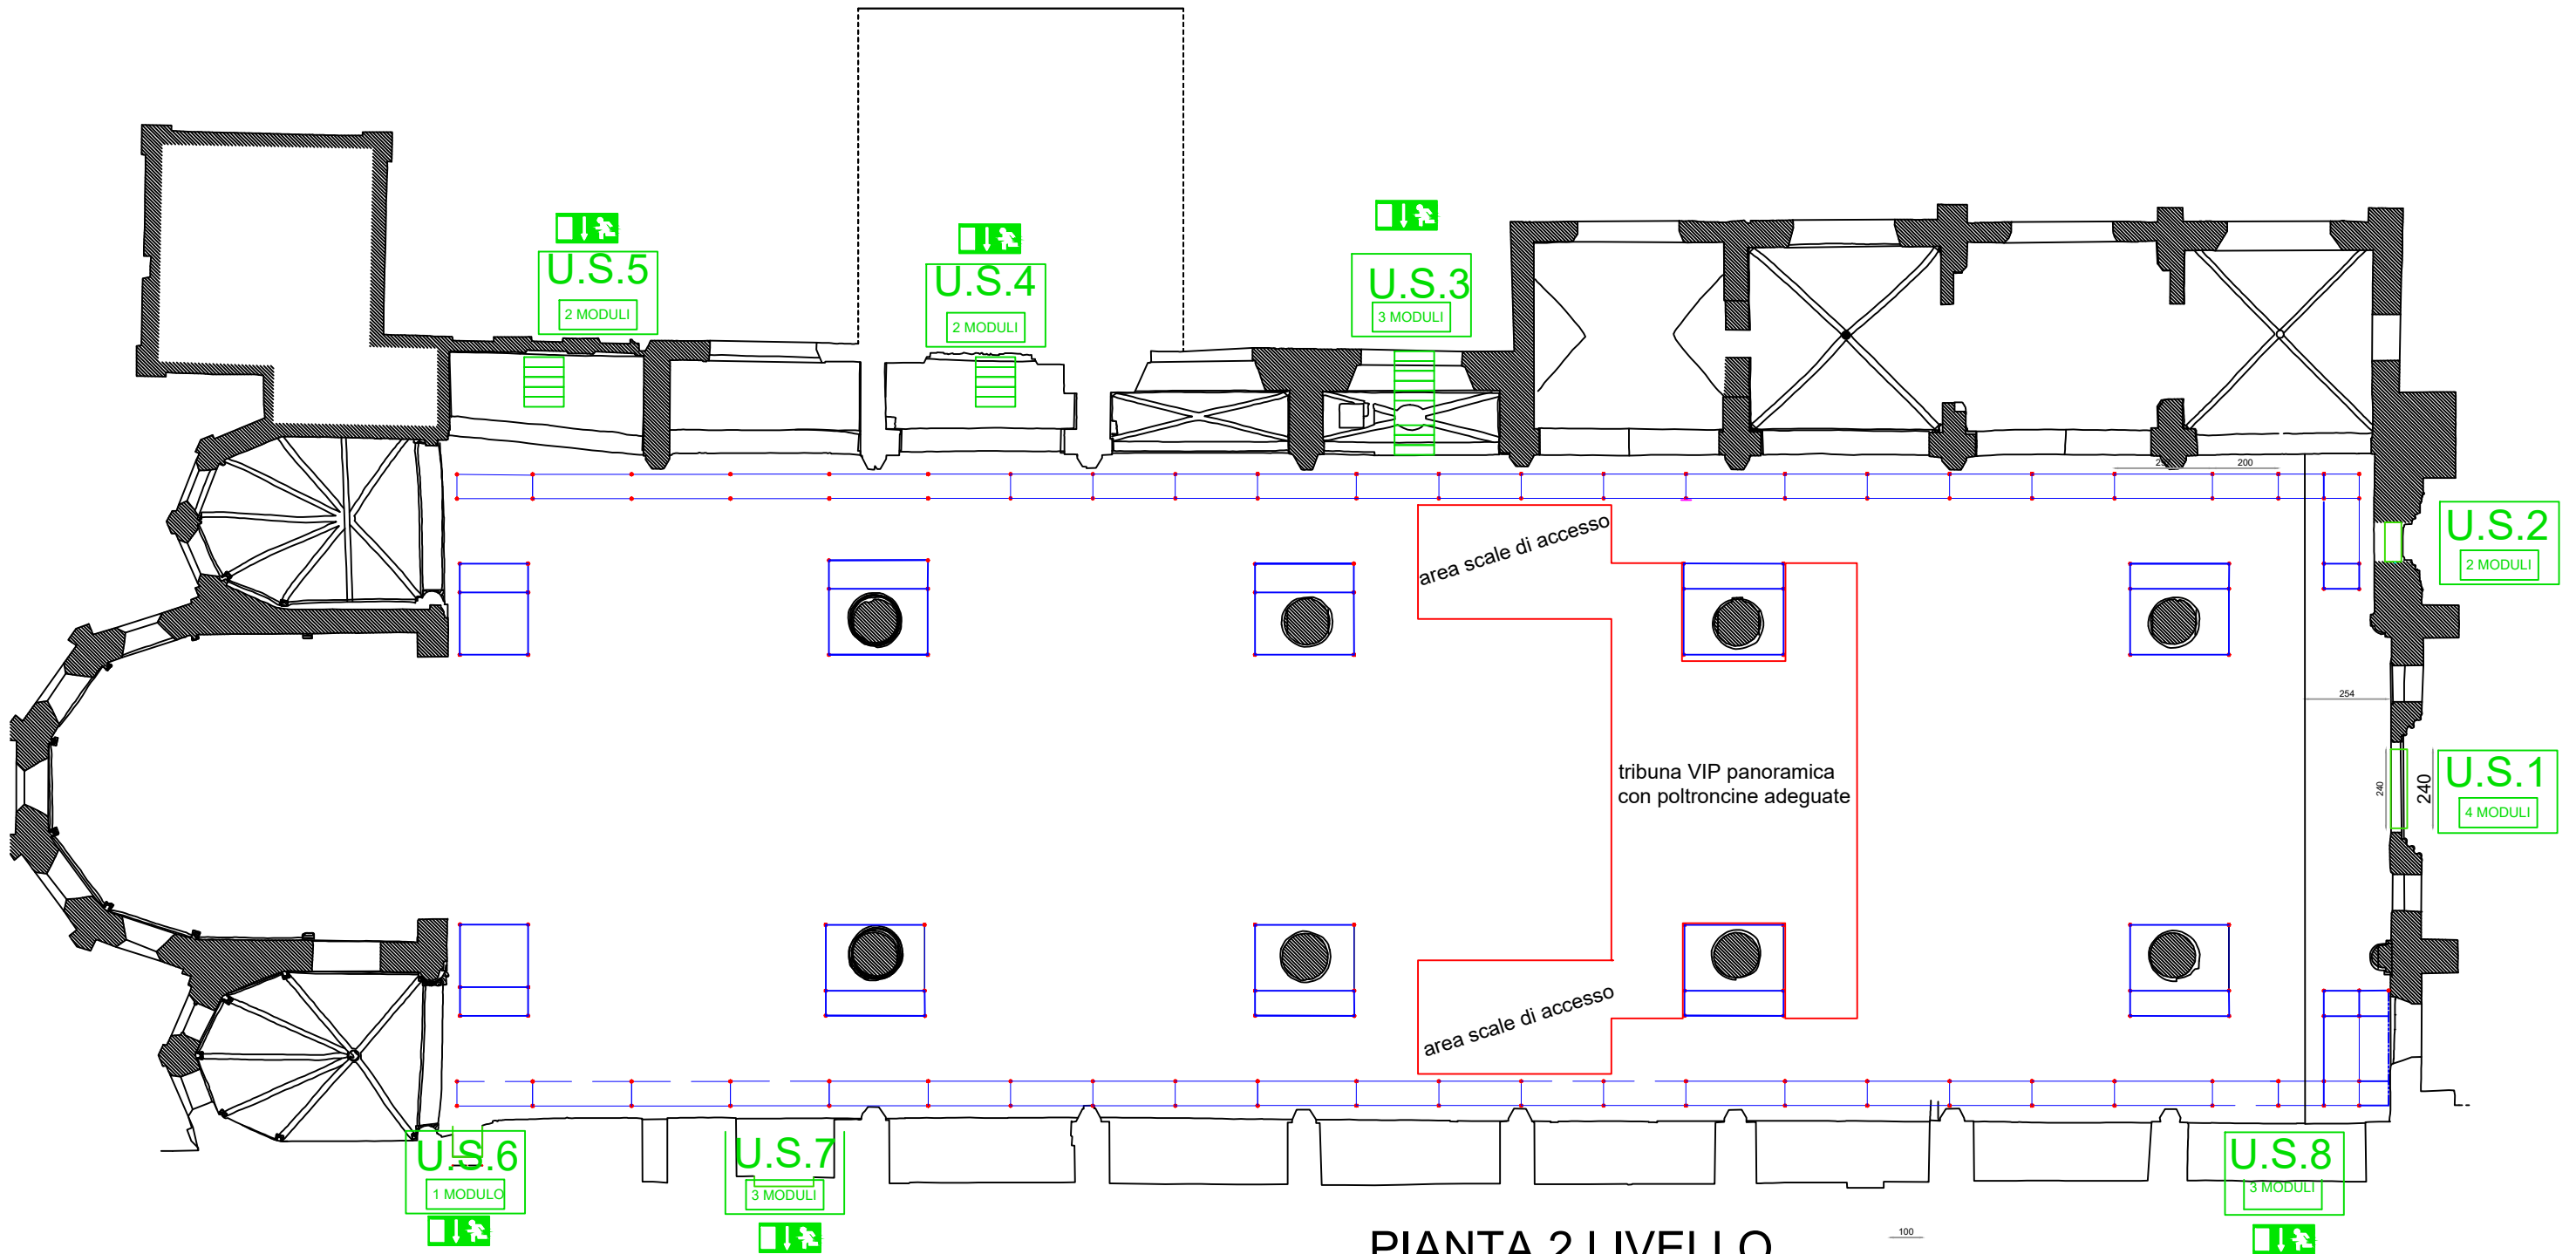 U.S.5
2 MODULI
U.S.4
2 MODULI
U.S.3
3 MODULI
200
area scale di accesso
U.S.2
2 MODULI
254
tribuna VIP panoramica
con poltroncine adeguate
240
240
U.S.1
4 MODULI
area scale di accesso
U.S.6
1 MODULO
U.S.7
3 MODULI
U.S.8
3 MODULI
PIANTA 2 LIVELLO
100